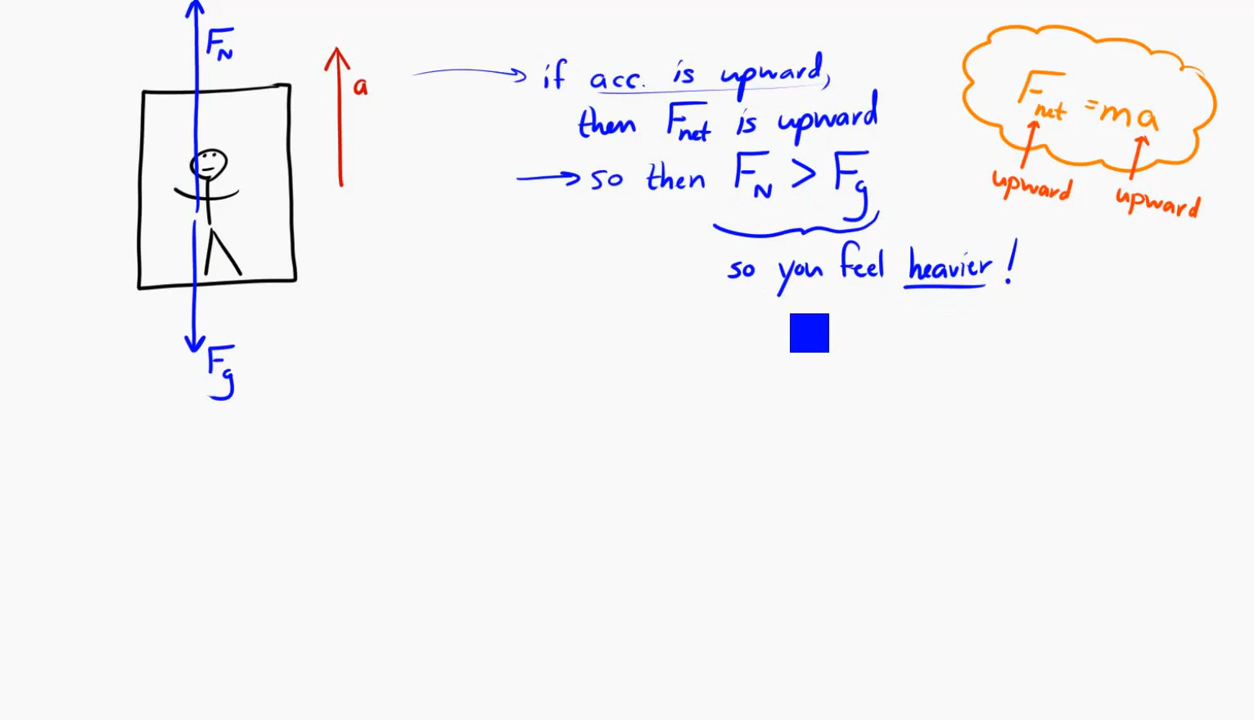 F_N
a
if acc. is upward,
then F_net is upward
F_net = ma
→ so then F_N > F_g
upward upward
so you feel heavier!
F_g